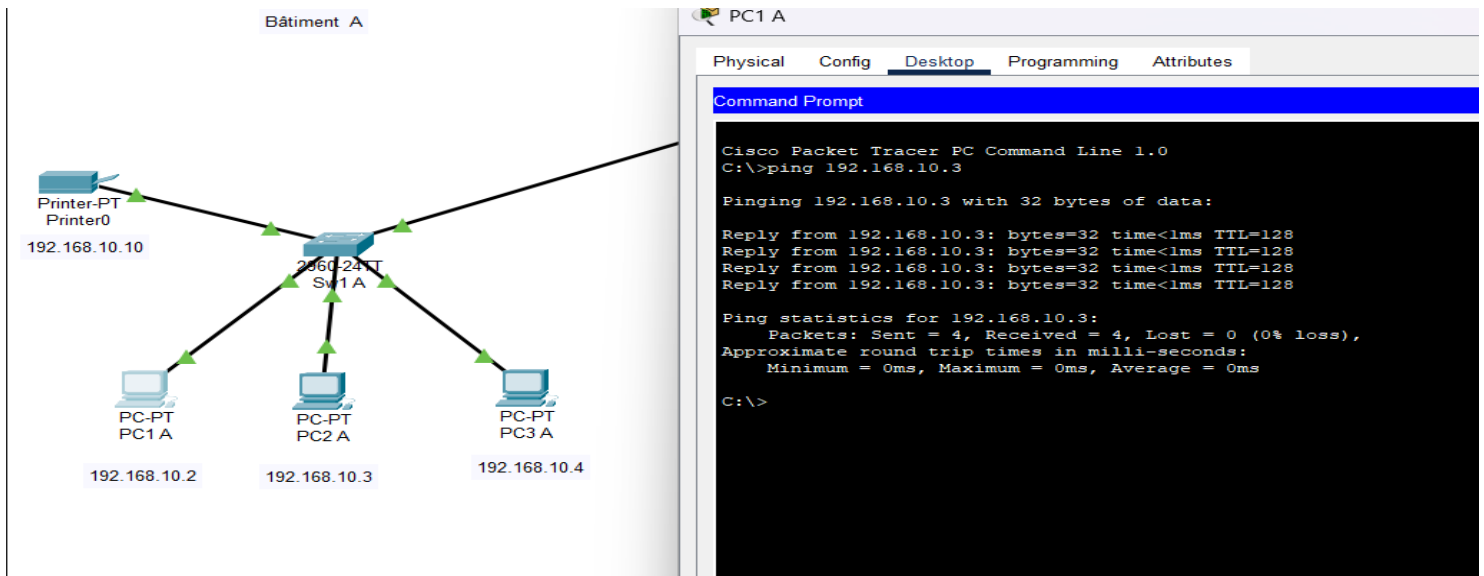 Bâtiment A
Printer-PT
Printer0
192.168.10.10
2960-24TT
Sw1 A
PC-PT
PC1 A
192.168.10.2
PC-PT
PC2 A
192.168.10.3
PC-PT
PC3 A
192.168.10.4
PC1 A
Physical Config Desktop Programming Attributes
Command Prompt
Cisco Packet Tracer PC Command Line 1.0
C:\>ping 192.168.10.3
Pinging 192.168.10.3 with 32 bytes of data:
Reply from 192.168.10.3: bytes=32 time<1ms TTL=128
Reply from 192.168.10.3: bytes=32 time<1ms TTL=128
Reply from 192.168.10.3: bytes=32 time<1ms TTL=128
Reply from 192.168.10.3: bytes=32 time<1ms TTL=128
Ping statistics for 192.168.10.3:
Packets: Sent = 4, Received = 4, Lost = 0 (0% loss),
Approximate round trip times in milli-seconds:
Minimum = 0ms, Maximum = 0ms, Average = 0ms
C:\>